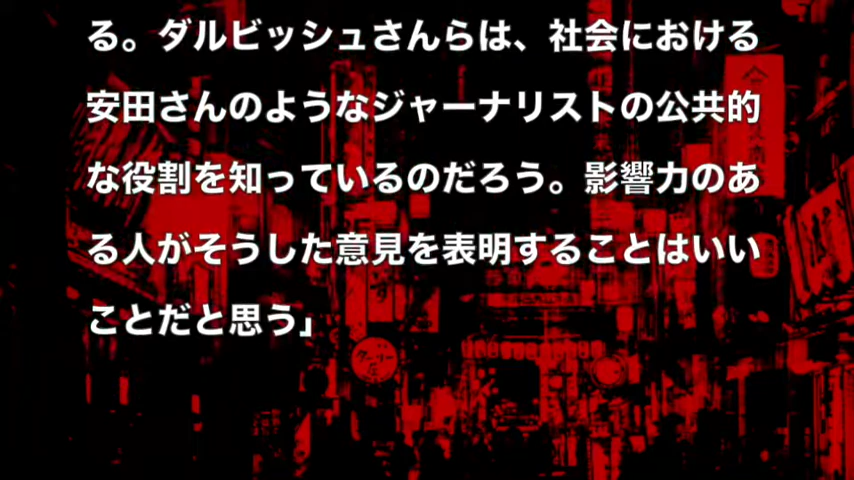 る。ダルビッシュさんらは、社会における
安田さんのようなジャーナリストの公共的
な役割を知っているのだろう。影響力のあ
る人がそうした意見を表明することはいい
ことだと思う」